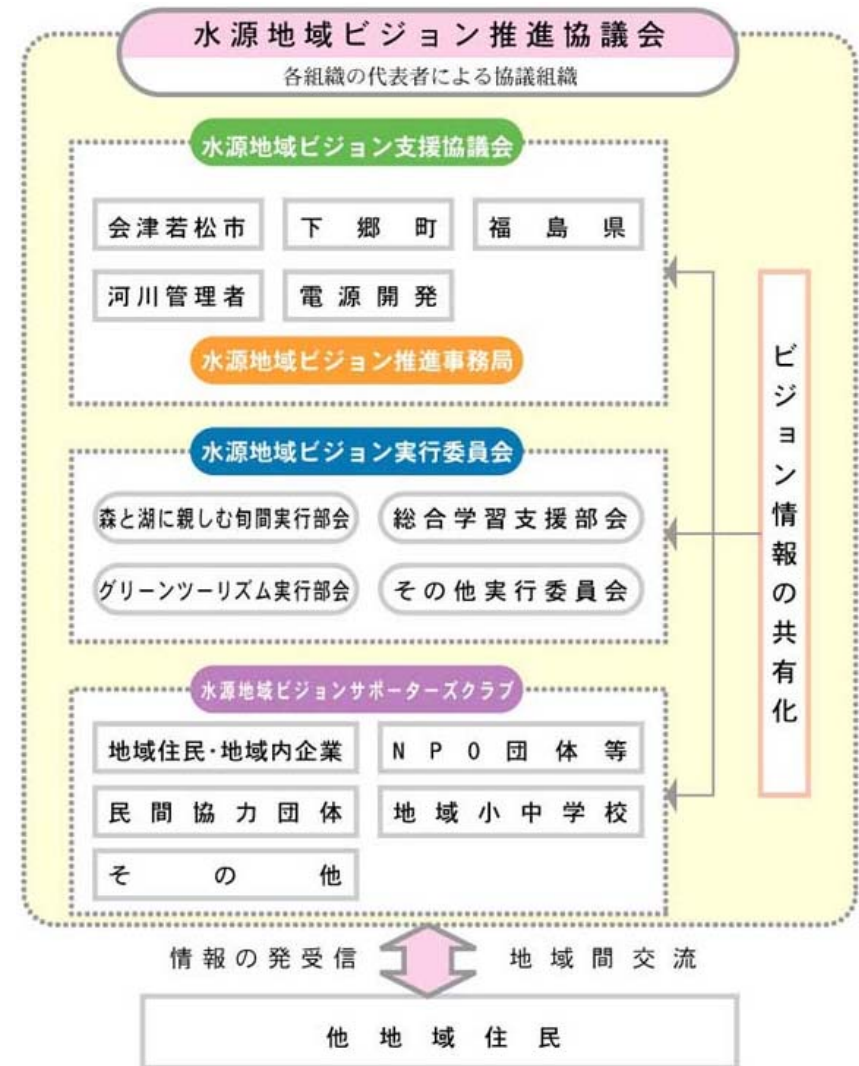 水源地域ビジョン推進協議会
各組織の代表者による協議組織
水源地域ビジョン支援協議会
会津若松市
下郷町
福島県
河川管理者
電源開発
水源地域ビジョン推進事務局
水源地域ビジョン実行委員会
森と湖に親しむ旬間実行部会
総合学習支援部会
グリーンツーリズム実行部会
その他実行委員会
水源地域ビジョンサポーターズクラブ
地域住民・地域内企業
NPO団体等
民間協力団体
地域小中学校
その他
ビジョン情報の共有化
情報の発受信
地域間交流
他地域住民